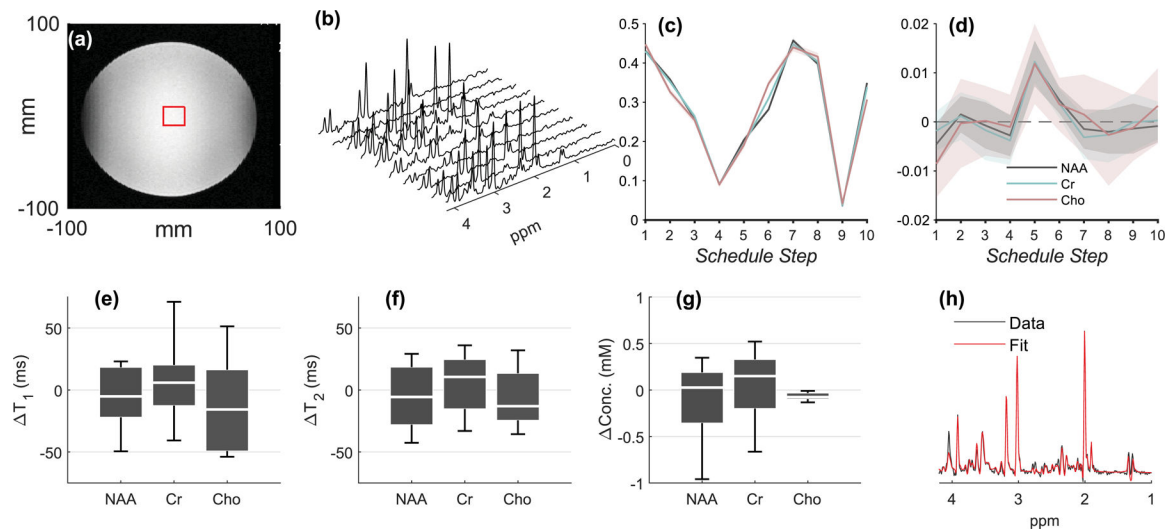 (a)
100
mm
-100
-100
mm
100
(b)
4
3
2
1
ppm
(c)
0.5
0.4
0.3
0.2
0.1
0
0
1 2 3 4 5 6 7 8 9 10
Schedule Step
(d)
0.02
0.01
0
-0.01
-0.02
NAA
Cr
Cho
1 2 3 4 5 6 7 8 9 10
Schedule Step
(e)
ΔT1 (ms)
50
0
-50
NAA Cr Cho
(f)
ΔT2 (ms)
50
0
-50
NAA Cr Cho
(g)
ΔConc. (mM)
1
0.5
0
-0.5
-1
NAA Cr Cho
(h)
Data
Fit
4 3 2 1
ppm